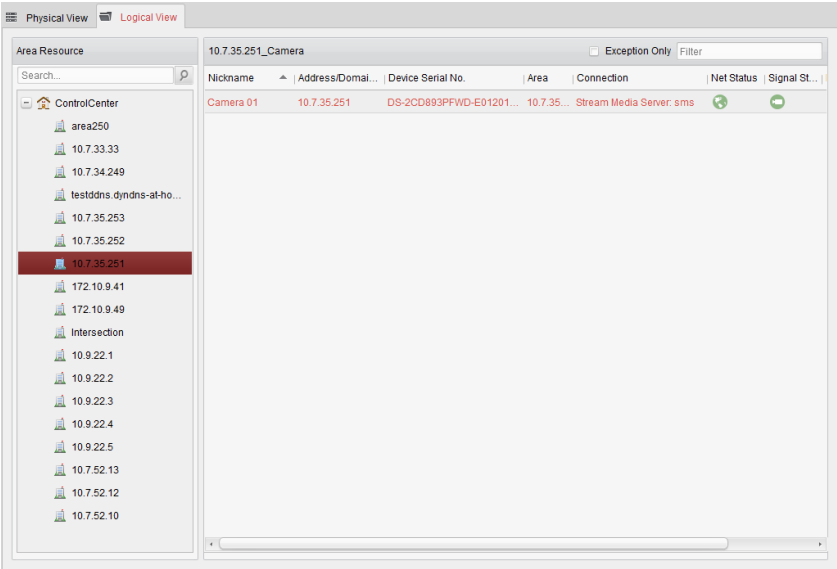 Physical View Logical View
Area Resource
Search...
ControlCenter
area250
10.7.33.33
10.7.34.249
testddns.dyndns-at-ho...
10.7.35.253
10.7.35.252
10.7.35.251
172.10.9.41
172.10.9.49
Intersection
10.9.22.1
10.9.22.2
10.9.22.3
10.9.22.4
10.9.22.5
10.7.52.13
10.7.52.12
10.7.52.10
10.7.35.251_Camera Exception Only Filter
Nickname Address/Domai... Device Serial No. Area Connection Net Status Signal St...
Camera 01 10.7.35.251 DS-2CD893PFWD-E01201... 10.7.35... Stream Media Server: sms